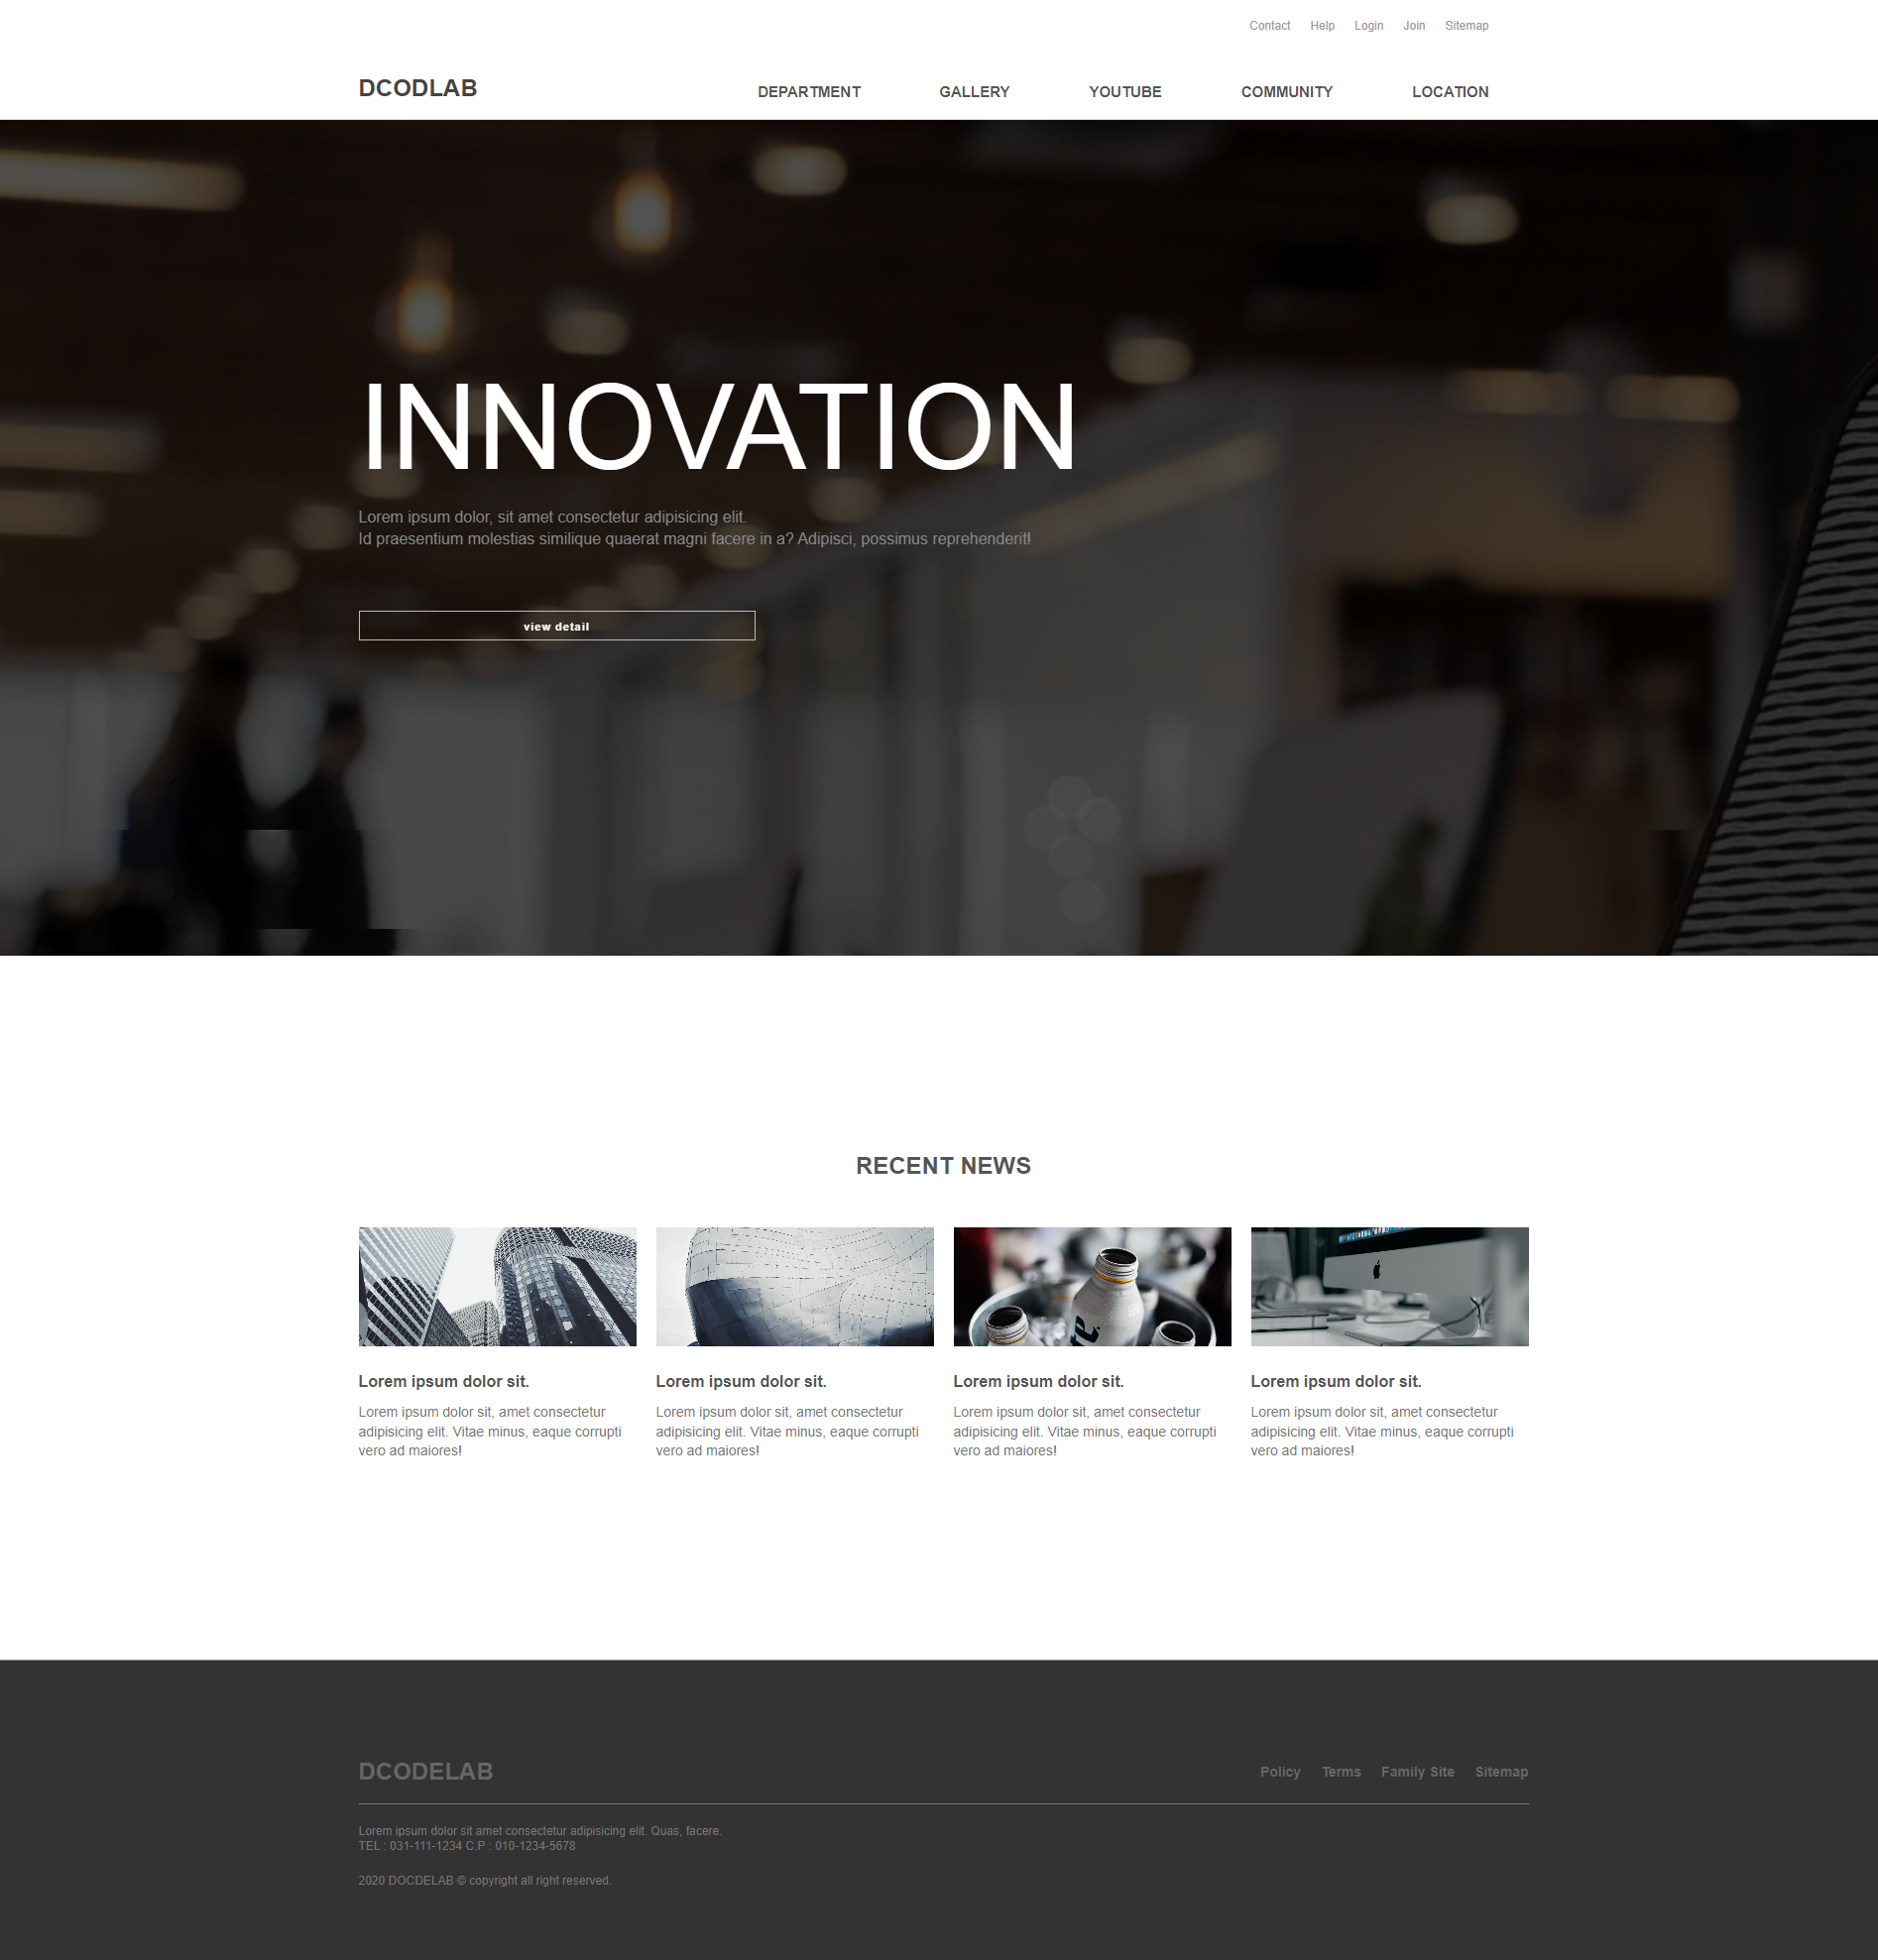 Contact Help Login Join Sitemap
DCODLAB
DEPARTMENT GALLERY YOUTUBE COMMUNITY LOCATION
INNOVATION
Lorem ipsum dolor, sit amet consectetur adipisicing elit.
Id praesentium molestias similique quaerat magni facere in a? Adipisci, possimus reprehenderit!
view detail
RECENT NEWS
Lorem ipsum dolor sit.
Lorem ipsum dolor sit, amet consectetur
adipisicing elit. Vitae minus, eaque corrupti
vero ad maiores!
Lorem ipsum dolor sit.
Lorem ipsum dolor sit, amet consectetur
adipisicing elit. Vitae minus, eaque corrupti
vero ad maiores!
Lorem ipsum dolor sit.
Lorem ipsum dolor sit, amet consectetur
adipisicing elit. Vitae minus, eaque corrupti
vero ad maiores!
Lorem ipsum dolor sit.
Lorem ipsum dolor sit, amet consectetur
adipisicing elit. Vitae minus, eaque corrupti
vero ad maiores!
DCODELAB
Policy Terms Family Site Sitemap
Lorem ipsum dolor sit amet consectetur adipisicing elit. Quas, facere.
TEL : 031-111-1234 C.P : 010-1234-5678
2020 DOCDELAB © copyright all right reserved.